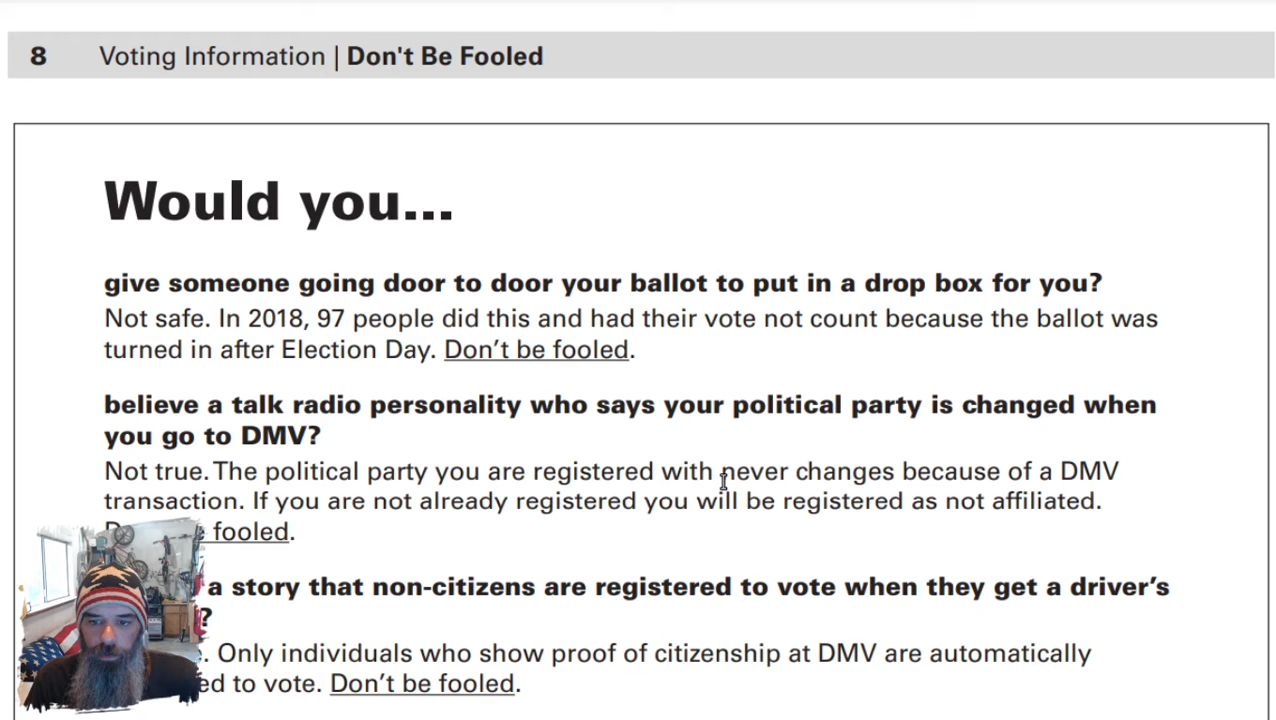 8 Voting Information | Don't Be Fooled
Would you...
give someone going door to door your ballot to put in a drop box for you?
Not safe. In 2018, 97 people did this and had their vote not count because the ballot was
turned in after Election Day. Don't be fooled.
believe a talk radio personality who says your political party is changed when
you go to DMV?
Not true. The political party you are registered with never changes because of a DMV
transaction. If you are not already registered you will be registered as not affiliated.
fooled.
a story that non-citizens are registered to vote when they get a driver's
?
. Only individuals who show proof of citizenship at DMV are automatically
ed to vote. Don't be fooled.